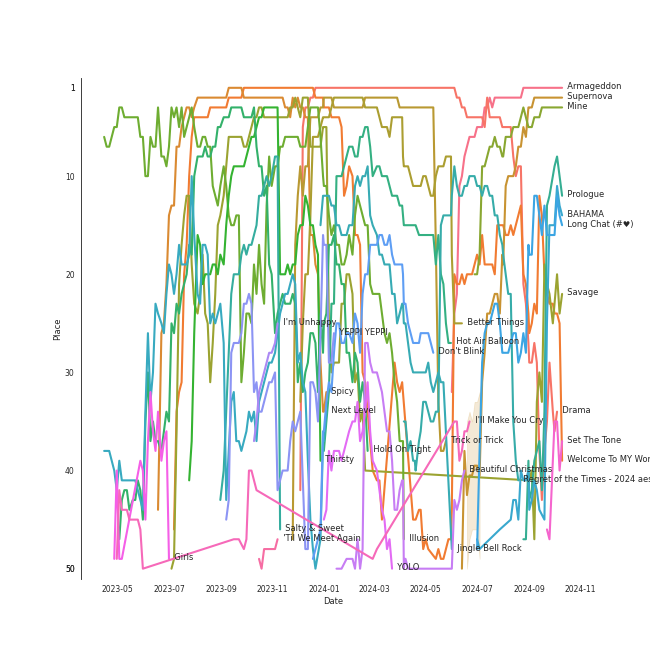 1
10
20
30
40
50
Place
2023-05
2023-07
2023-09
2023-11
2024-01
2024-03
2024-05
2024-07
2024-09
2024-11
Date
Armageddon
Supernova
Mine
Prologue
BAHAMA
Long Chat (#♥)
Savage
I'm Unhappy
YEPPI YEPPI
Better Things
Hot Air Balloon
Don't Blink
Spicy
Next Level
Drama
I'll Make You Cry
Hold On Tight
Trick or Trick
Set The Tone
Thirsty
Welcome To MY Wor
Beautiful Christmas
Regret of the Times - 2024 aes
Salty & Sweet
'Til We Meet Again
Illusion
Jingle Bell Rock
Girls
YOLO